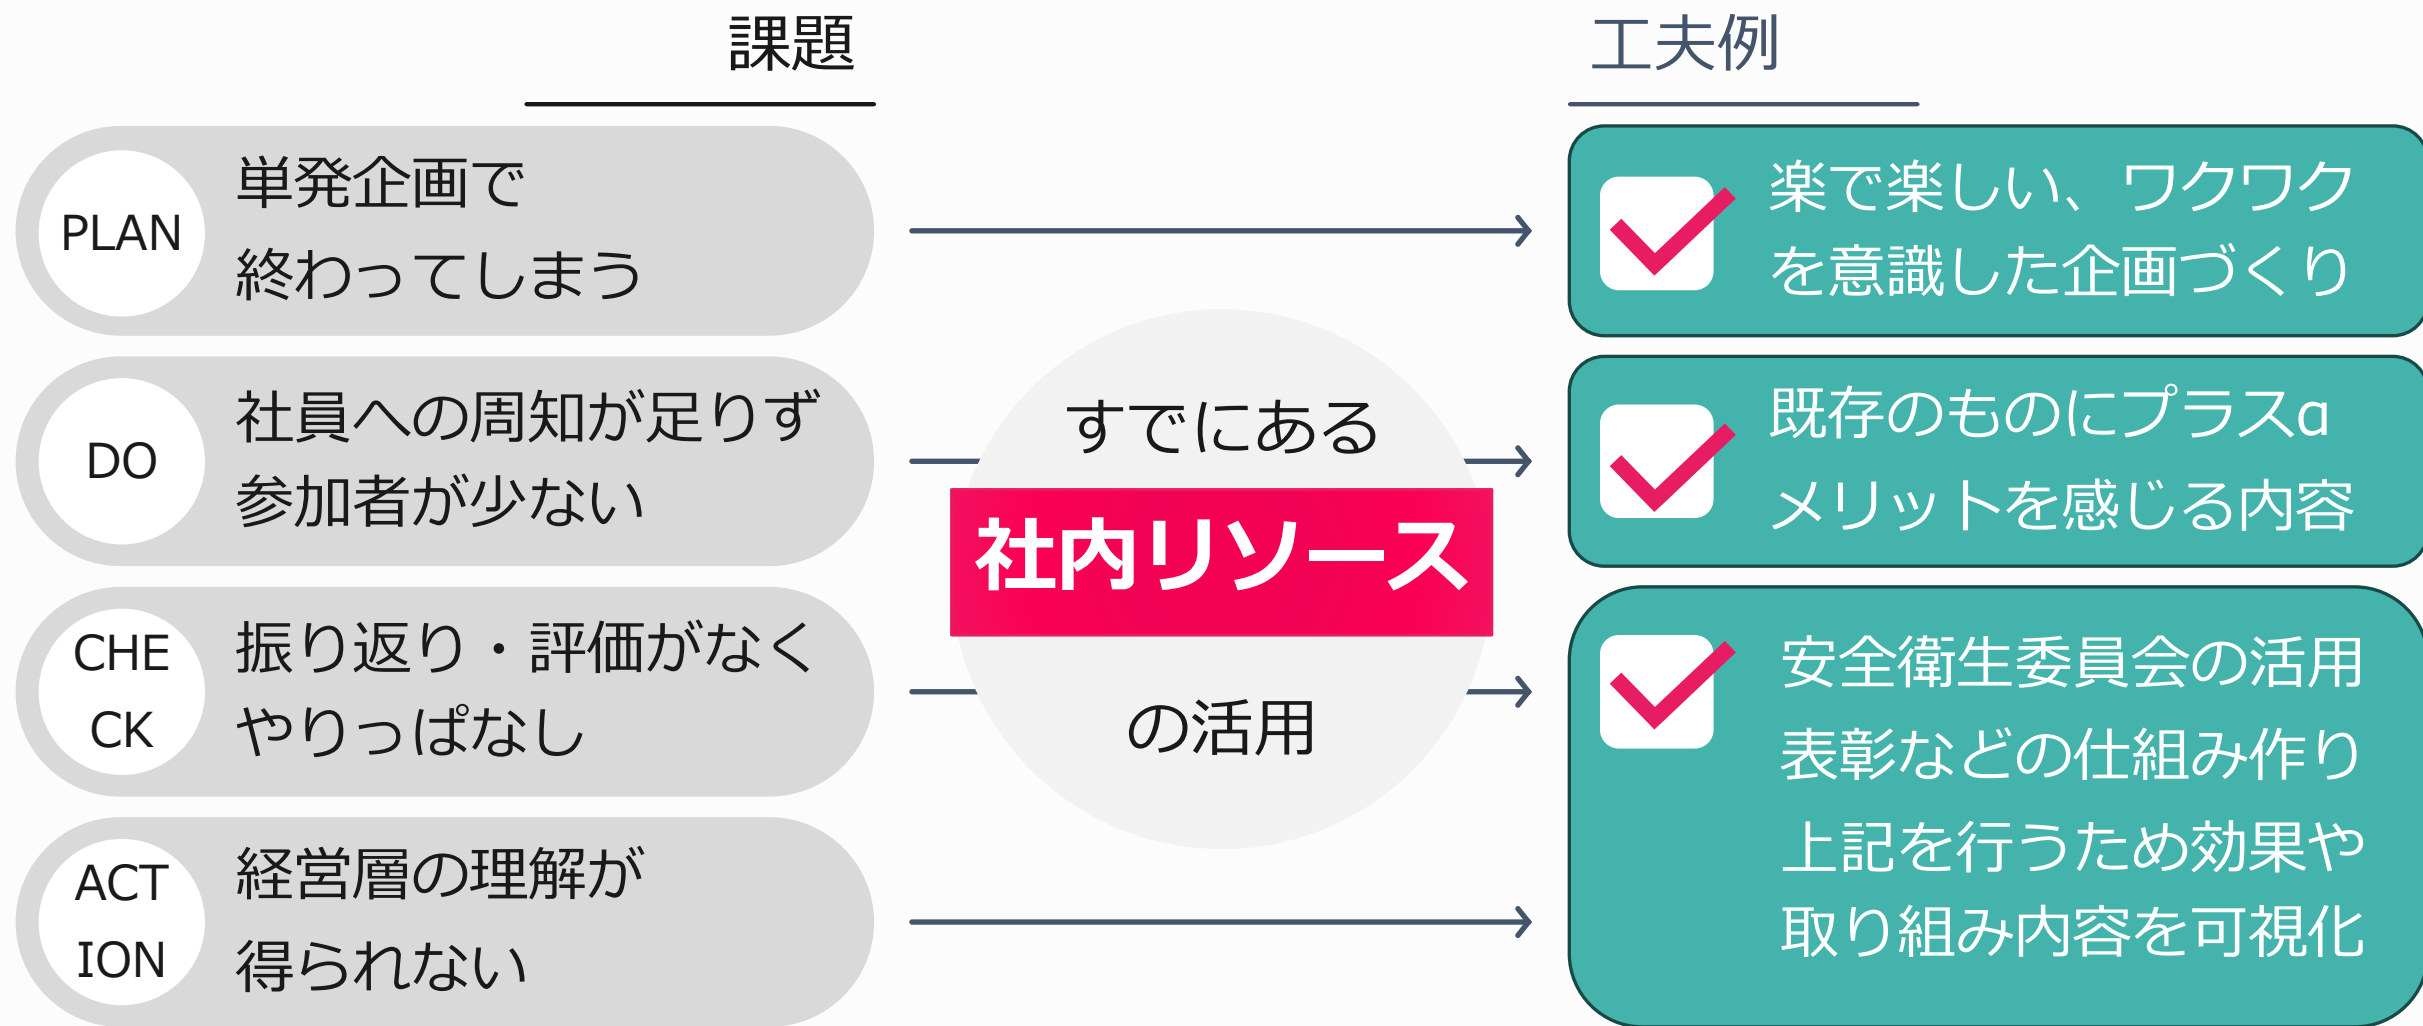 課題
工夫例
PLAN
単発企画で
終わってしまう
DO
社員への周知が足りず
参加者が少ない
CHE
CK
振り返り・評価がなく
やりっぱなし
ACT
ION
経営層の理解が
得られない
すでにある
社内リソース
の活用
楽で楽しい、ワクワク
を意識した企画づくり
既存のものにプラスα
メリットを感じる内容
安全衛生委員会の活用
表彰などの仕組み作り
上記を行うため効果や
取り組み内容を可視化